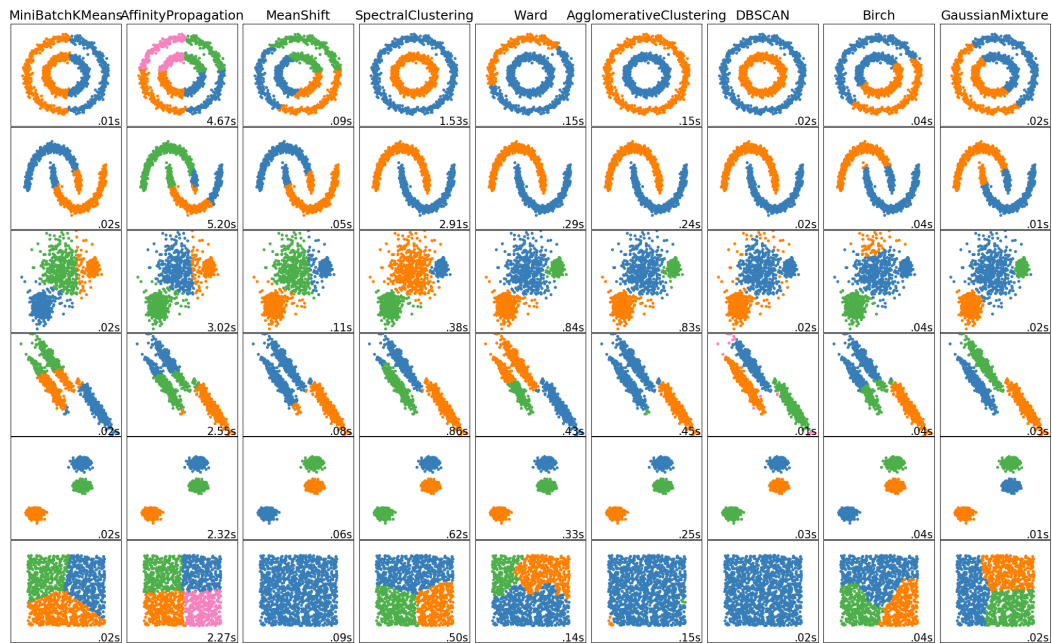 MiniBatchKMeans AffinityPropagation MeanShift SpectralClustering Ward AgglomerativeClustering DBSCAN Birch GaussianMixture
.01s 4.67s .09s 1.53s .15s .15s .02s .04s .02s
.02s 5.20s .05s 2.91s .29s .24s .02s .04s .01s
.02s 3.02s .11s .38s .84s .83s .02s .04s .02s
.02s 2.55s .08s .86s .43s .45s .01s .04s .03s
.02s 2.32s .06s .62s .33s .25s .03s .04s .01s
.02s 2.27s .09s .50s .14s .15s .02s .04s .02s